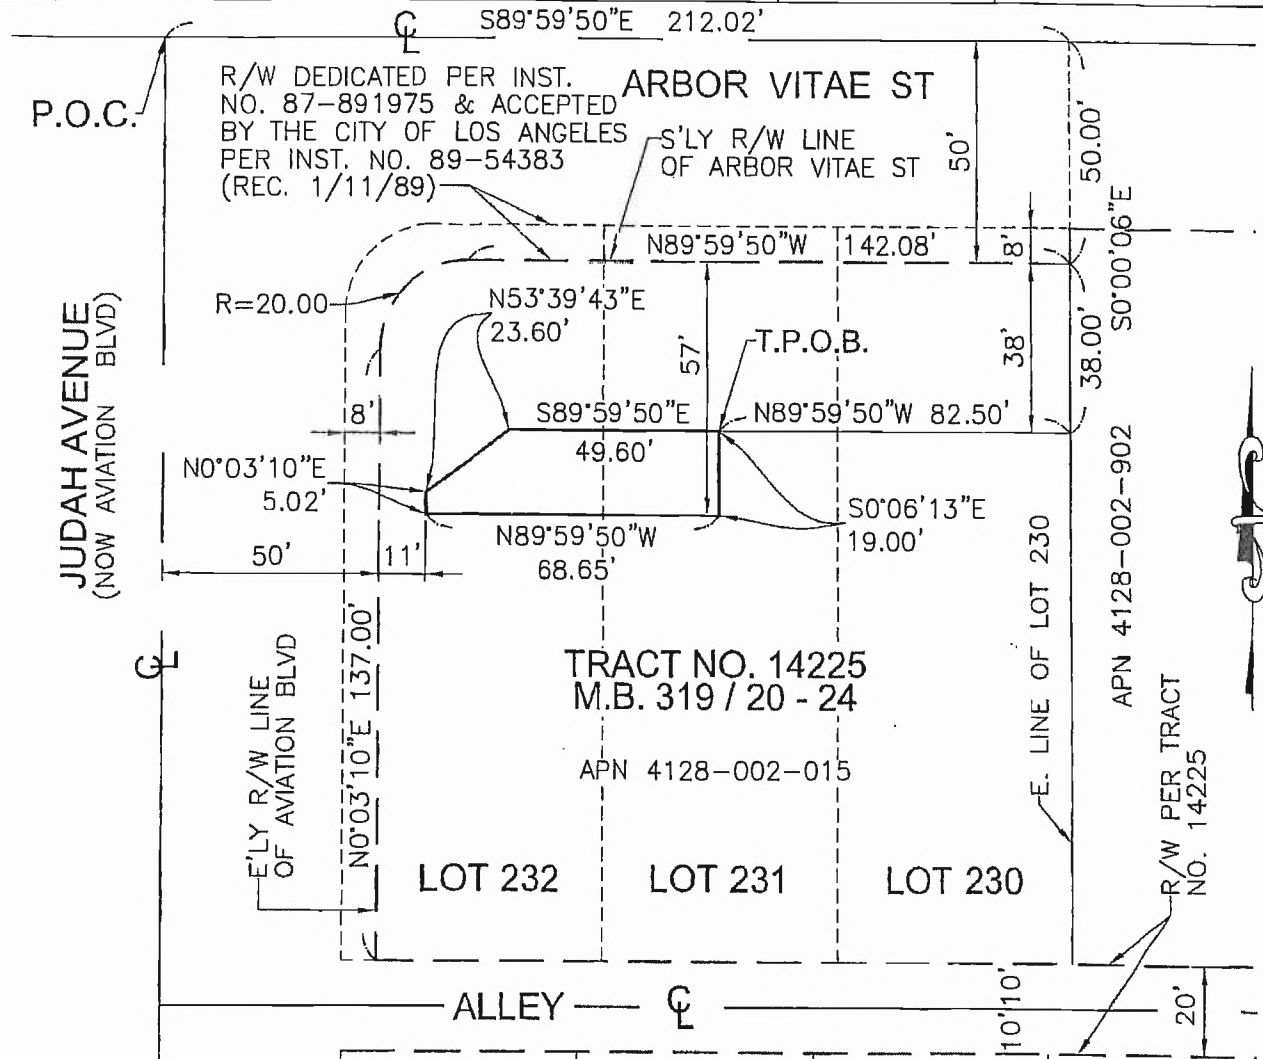 S89°59'50"E 212.02'
℄
P.O.C.
R/W DEDICATED PER INST.
NO. 87-891975 & ACCEPTED
BY THE CITY OF LOS ANGELES
PER INST. NO. 89-54383
(REC. 1/11/89)
ARBOR VITAE ST
S'LY R/W LINE
OF ARBOR VITAE ST
50'
50.00'
S0°00'06"E
N89°59'50"W 142.08'
8'
R=20.00
N53°39'43"E
23.60'
57'
T.P.O.B.
38'
38.00'
JUDAH AVENUE
(NOW AVIATION BLVD)
8'
S89°59'50"E
49.60'
N89°59'50"W 82.50'
N0°03'10"E
5.02'
S0°06'13"E
19.00'
N89°59'50"W
68.65'
50'
11'
APN 4128-002-902
E. LINE OF LOT 230
℄
N0°03'10"E 137.00'
E'LY R/W LINE
OF AVIATION BLVD
TRACT NO. 14225
M.B. 319 / 20 - 24
APN 4128-002-015
R/W PER TRACT
NO. 14225
LOT 232
LOT 231
LOT 230
ALLEY
℄
10'
10'
20'